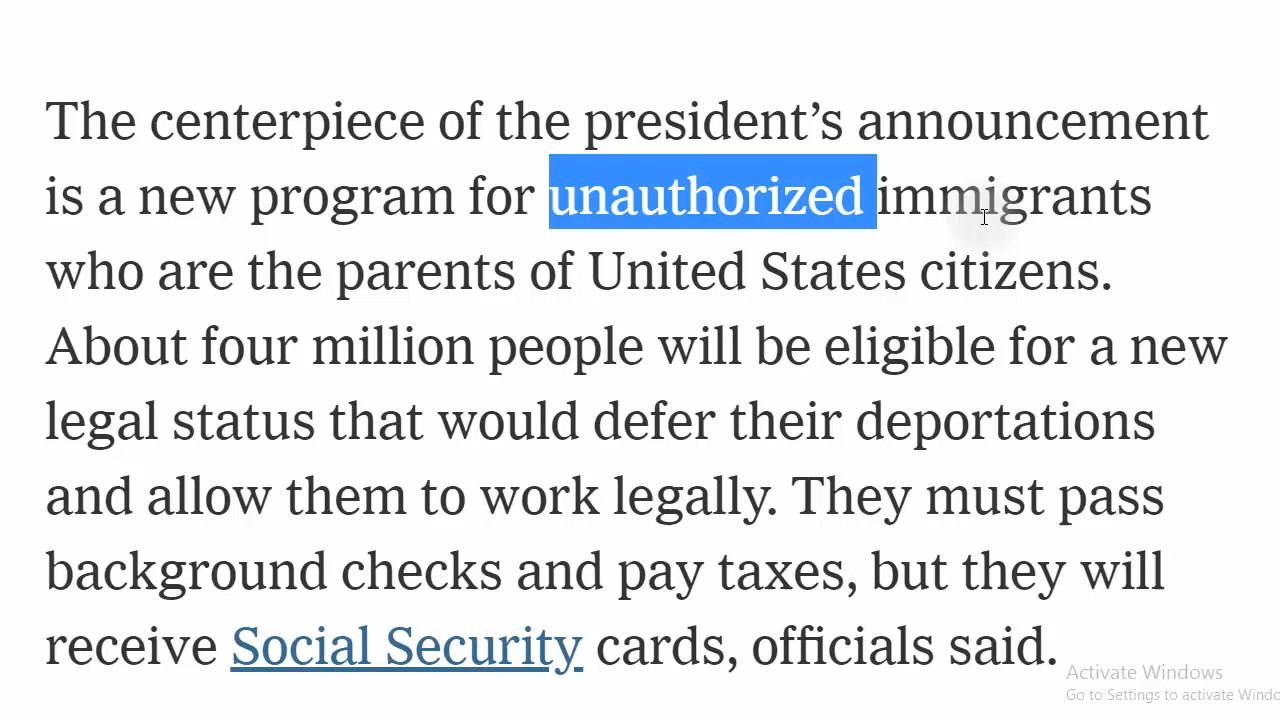 The centerpiece of the president’s announcement
is a new program for unauthorized immigrants
who are the parents of United States citizens.
About four million people will be eligible for a new
legal status that would defer their deportations
and allow them to work legally. They must pass
background checks and pay taxes, but they will
receive Social Security cards, officials said.
Activate Windows
Go to Settings to activate Windo